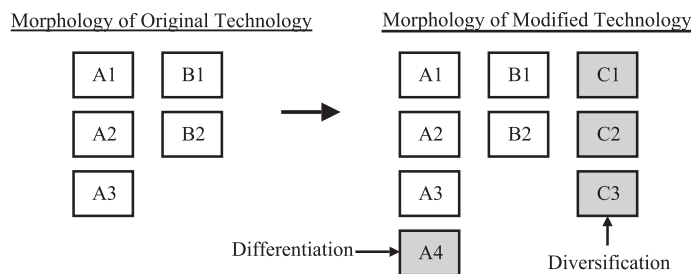 Morphology of Original Technology
Morphology of Modified Technology
A1 B1 A1 B1 C1
A2 B2 A2 B2 C2
A3 A3 C3
Differentiation A4
Diversification